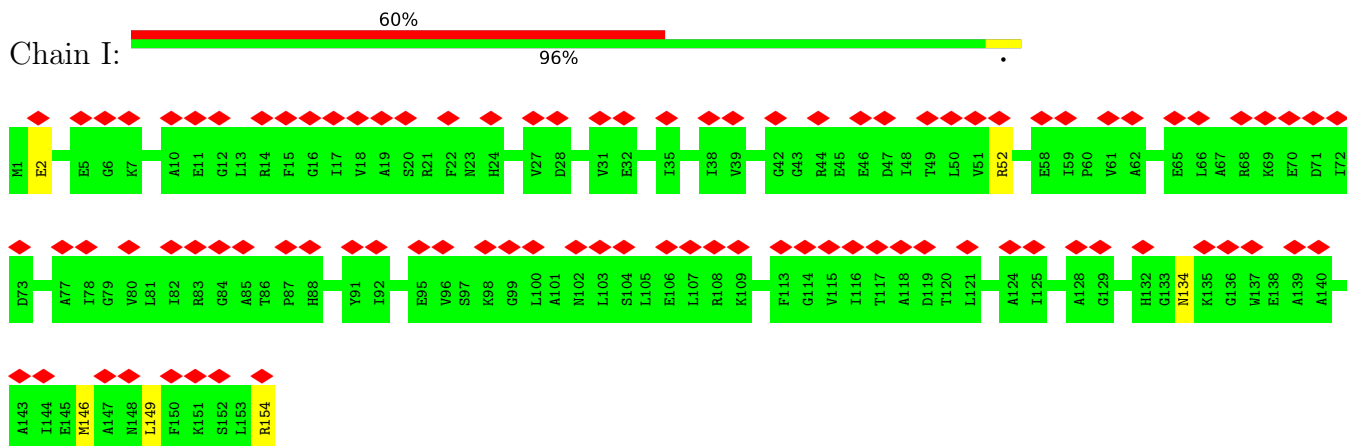 60%
Chain I:
96%
.
M1 E2 E5 G6 K7 A10 E11 G12 L13 R14 F15 G16 I17 V18 A19 S20 R21 F22 N23 H24 V27 D28 V31 E32 I35 I38 V39 G42 G43 R44 E45 E46 D47 I48 T49 L50 V51 R52 E58 I59 P60 V61 A62 E65 L66 A67 R68 K69 E70 D71 I72
D73 A77 I78 G79 V80 L81 I82 R83 G84 A85 T86 P87 H88 Y91 I92 E95 V96 S97 K98 G99 L100 A101 N102 L103 S104 L105 E106 L107 R108 K109 F113 G114 V115 I116 T117 A118 D119 T120 L121 A124 I125 A128 G129 H132 G133 N134 K135 G136 W137 E138 A139 A140
A143 I144 E145 M146 A147 N148 L149 F150 K151 S152 L153 R154